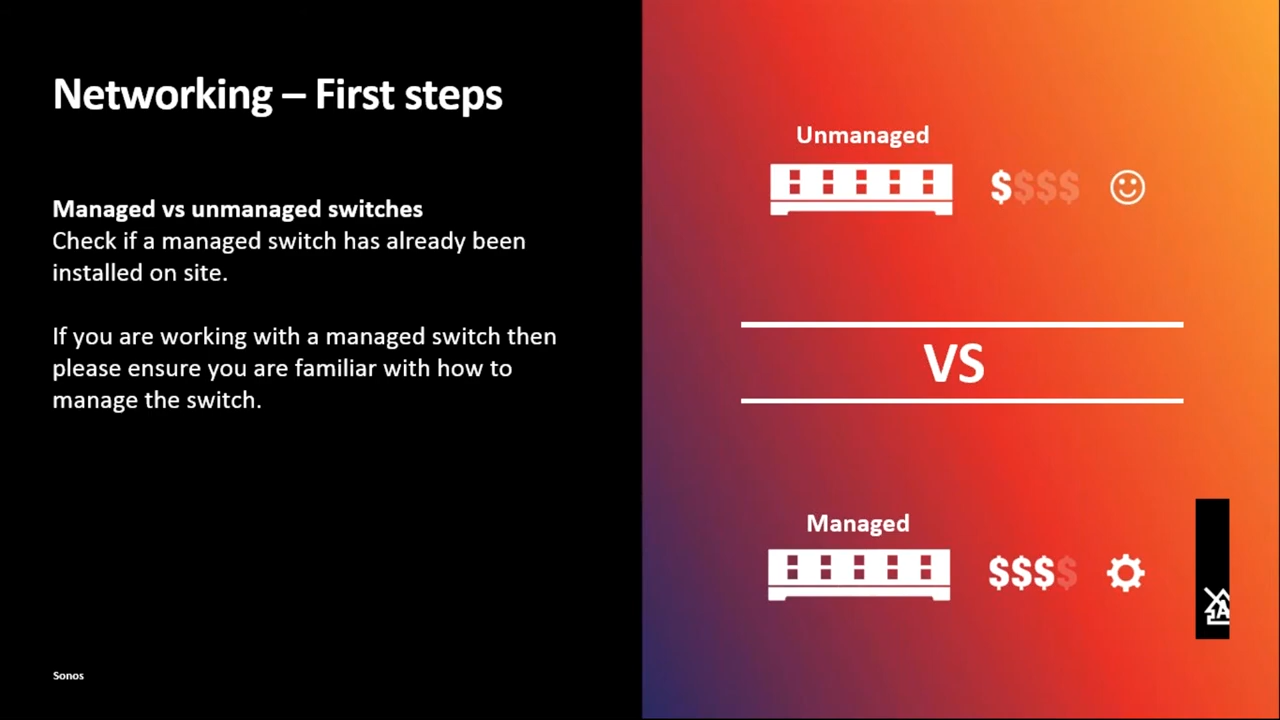 Networking – First steps
Managed vs unmanaged switches
Check if a managed switch has already been
installed on site.
If you are working with a managed switch then
please ensure you are familiar with how to
manage the switch.
Sonos
Unmanaged
$$$$
VS
Managed
$$$$